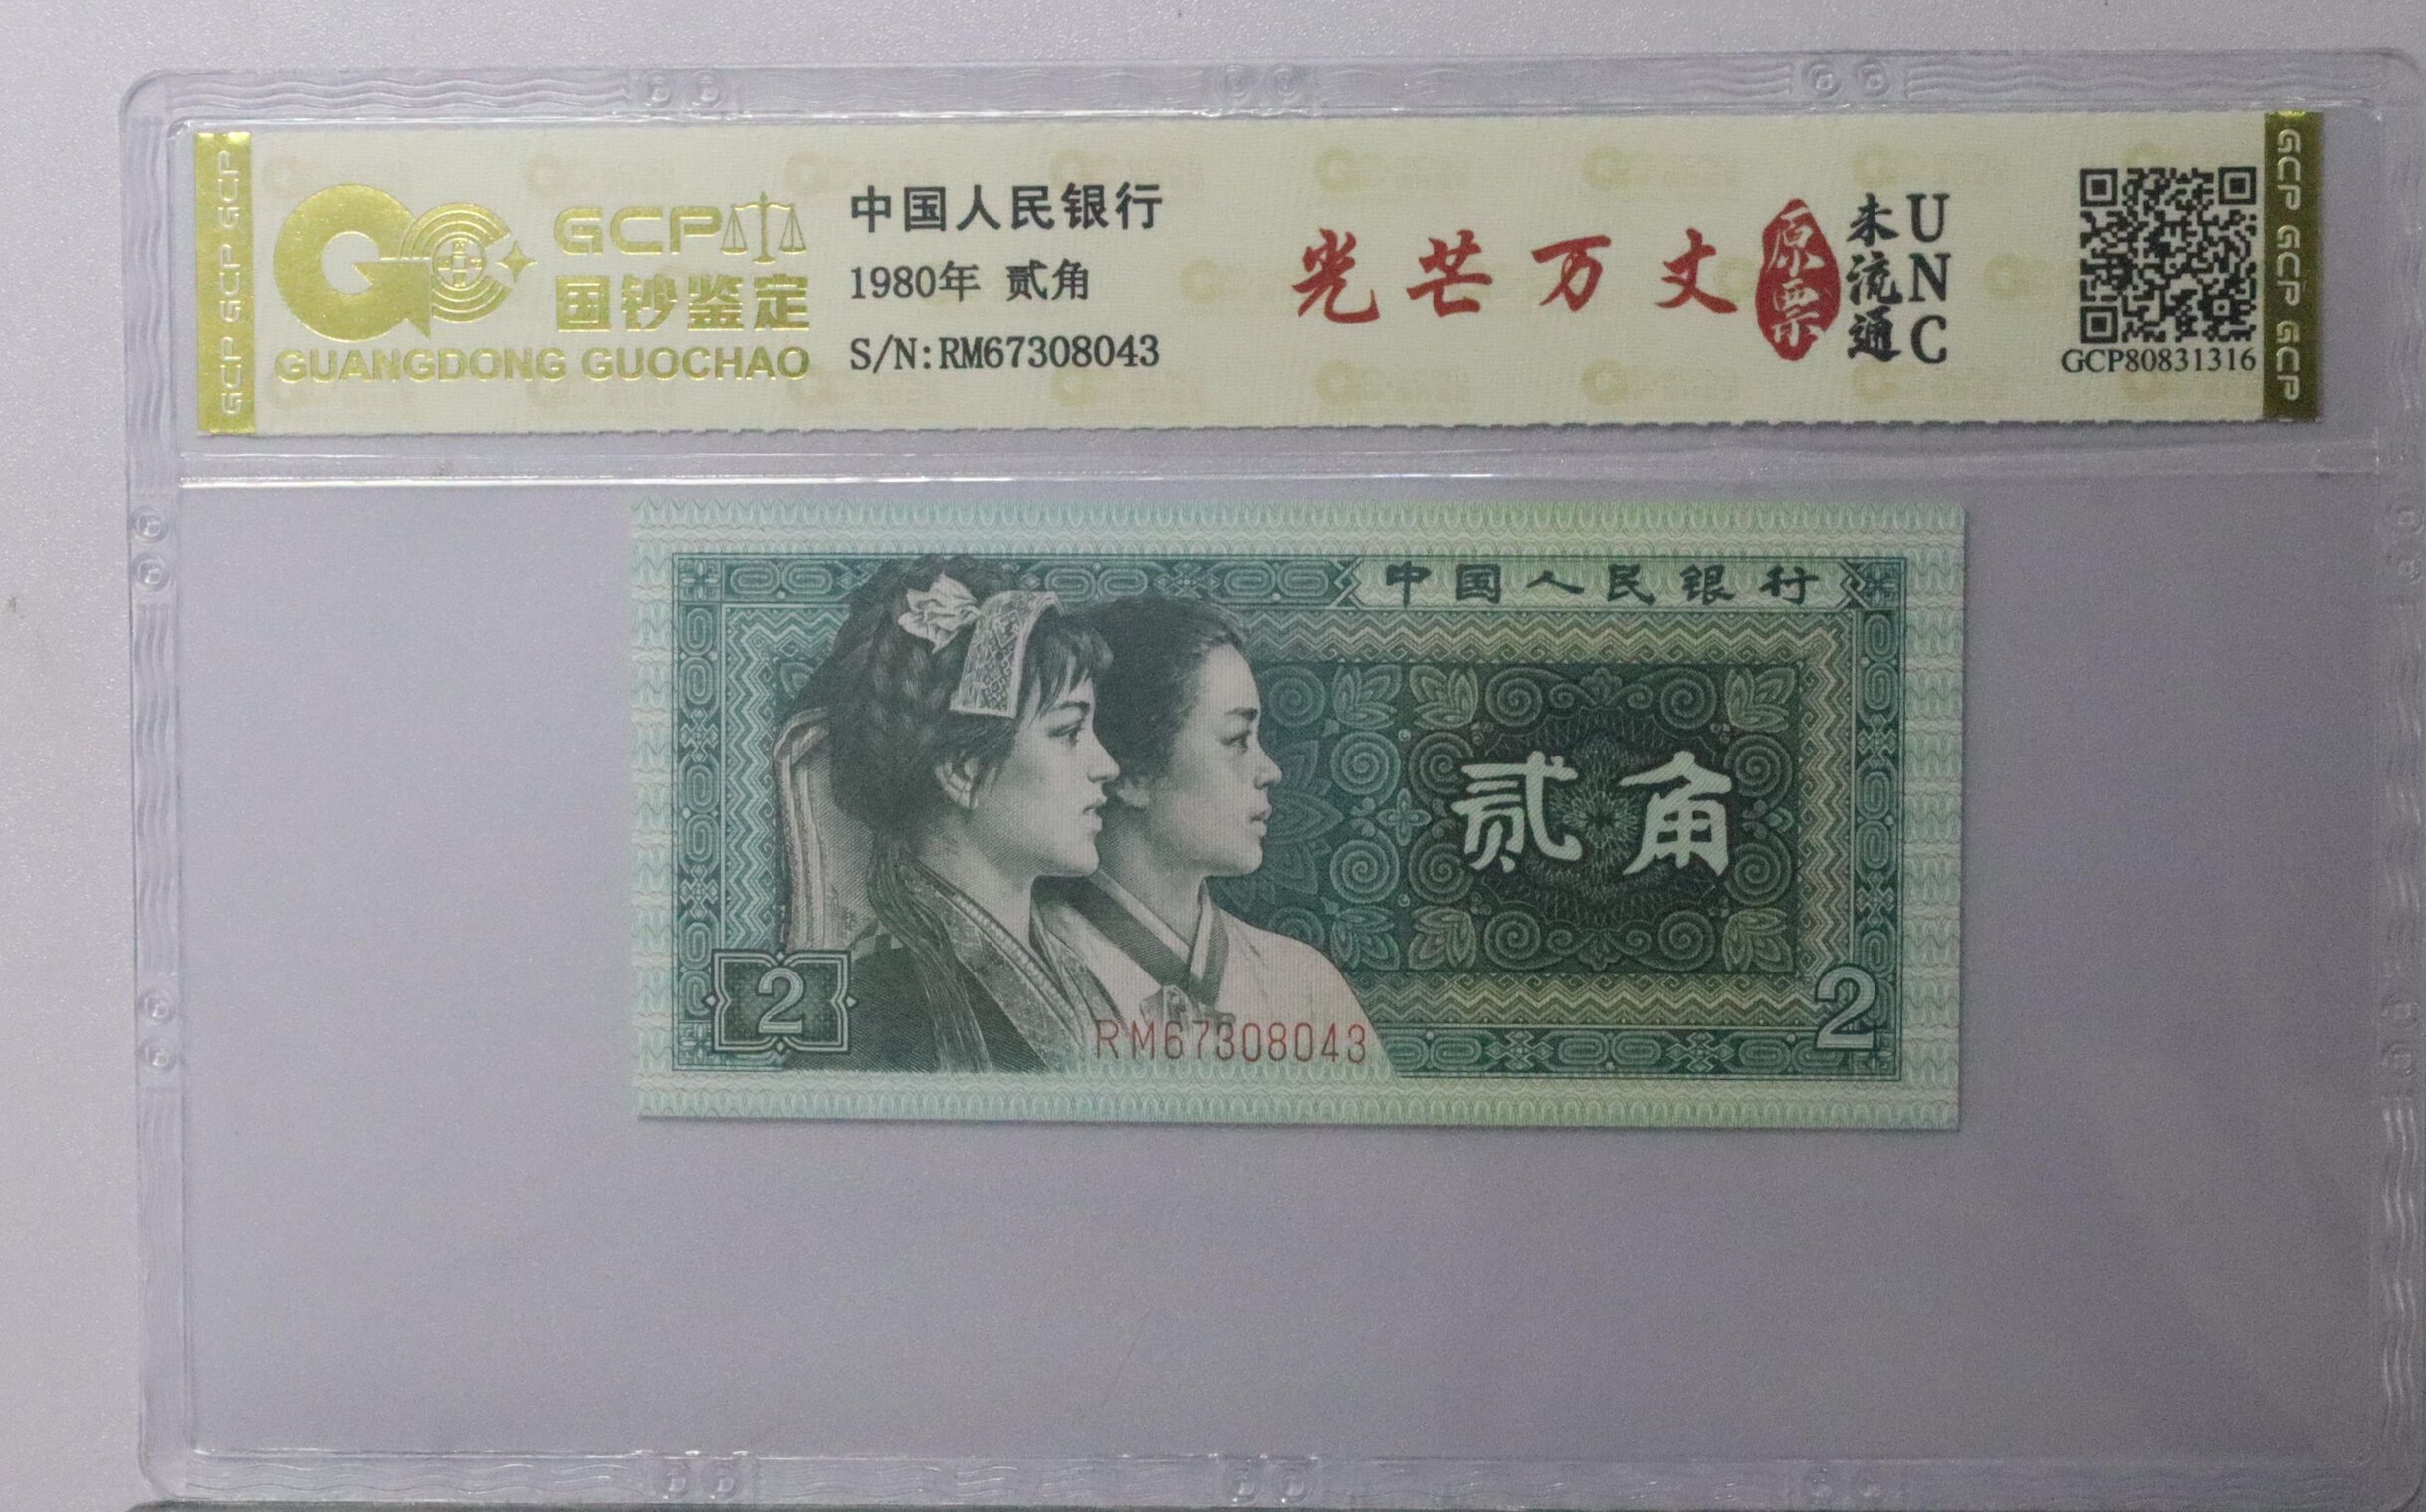 GCP GCP GCP
GCP
国钞鉴定
GUANGDONG GUOCHAO
中国人民银行
1980年 贰角
S/N:RM67308043
光芒万丈
原票
未流通
UNC
GCP80831316
GCP GCP GCP
中国人民银行
贰角
2
RM67308043
2